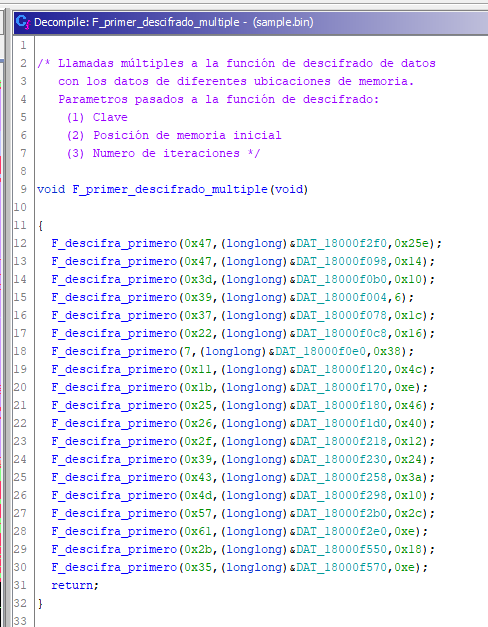 Decompile: F_primer_descifrado_multiple - (sample.bin)
1
2 /* Llamadas múltiples a la función de descifrado de datos
3 con los datos de diferentes ubicaciones de memoria.
4 Parametros pasados a la función de descifrado:
5 (1) Clave
6 (2) Posición de memoria inicial
7 (3) Numero de iteraciones */
8
9 void F_primer_descifrado_multiple(void)
10
11 {
12 F_descifra_primero(0x47,(longlong)&DAT_18000f2f0,0x25e);
13 F_descifra_primero(0x47,(longlong)&DAT_18000f098,0x14);
14 F_descifra_primero(0x3d,(longlong)&DAT_18000f0b0,0x10);
15 F_descifra_primero(0x39,(longlong)&DAT_18000f004,6);
16 F_descifra_primero(0x37,(longlong)&DAT_18000f078,0x1c);
17 F_descifra_primero(0x22,(longlong)&DAT_18000f0c8,0x16);
18 F_descifra_primero(7,(longlong)&DAT_18000f0e0,0x38);
19 F_descifra_primero(0x11,(longlong)&DAT_18000f120,0x4c);
20 F_descifra_primero(0x1b,(longlong)&DAT_18000f170,0xe);
21 F_descifra_primero(0x25,(longlong)&DAT_18000f180,0x46);
22 F_descifra_primero(0x26,(longlong)&DAT_18000f1d0,0x40);
23 F_descifra_primero(0x2f,(longlong)&DAT_18000f218,0x12);
24 F_descifra_primero(0x39,(longlong)&DAT_18000f230,0x24);
25 F_descifra_primero(0x43,(longlong)&DAT_18000f258,0x3a);
26 F_descifra_primero(0x4d,(longlong)&DAT_18000f298,0x10);
27 F_descifra_primero(0x57,(longlong)&DAT_18000f2b0,0x2c);
28 F_descifra_primero(0x61,(longlong)&DAT_18000f2e0,0xe);
29 F_descifra_primero(0x2b,(longlong)&DAT_18000f550,0x18);
30 F_descifra_primero(0x35,(longlong)&DAT_18000f570,0xe);
31 return;
32 }
33